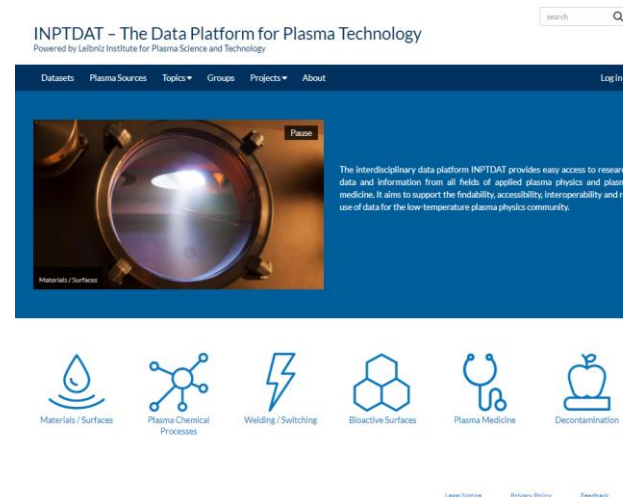 search
INPTDAT – The Data Platform for Plasma Technology
Powered by Leibniz Institute for Plasma Science and Technology
Datasets Plasma Sources Topics Groups Projects About Log In
Pause
The interdisciplinary data platform INPTDAT provides easy access to resear
data and information from all fields of applied plasma physics and plasm
medicine. It aims to support the findability, accessibility, interoperability and r
use of data for the low-temperature plasma physics community.
Materials / Surfaces
Materials / Surfaces
Plasma Chemical
Processes
Welding / Switching
Bioactive Surfaces
Plasma Medicine
Decontamination
Legal Notice Privacy Policy Feedback